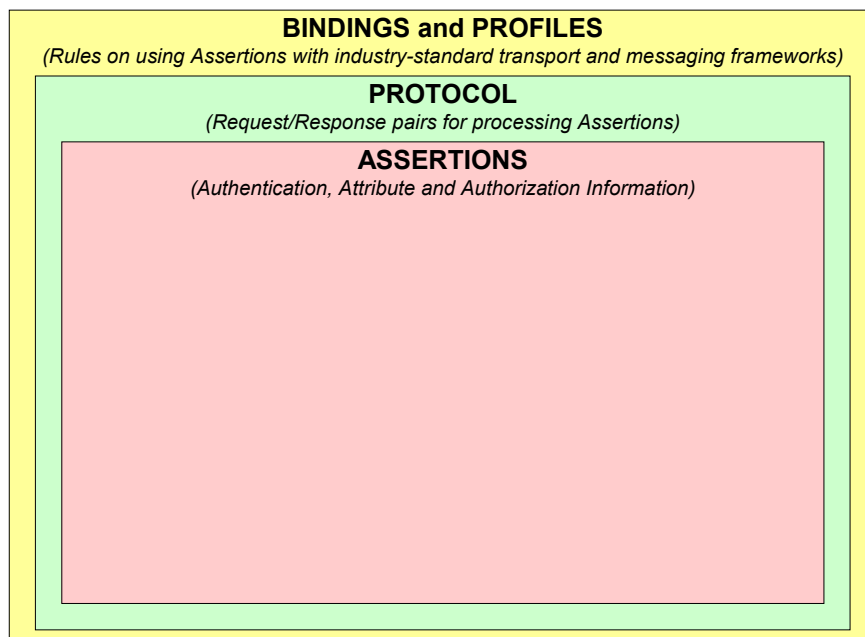 BINDINGS and PROFILES
(Rules on using Assertions with industry-standard transport and messaging frameworks)
PROTOCOL
(Request/Response pairs for processing Assertions)
ASSERTIONS
(Authentication, Attribute and Authorization Information)